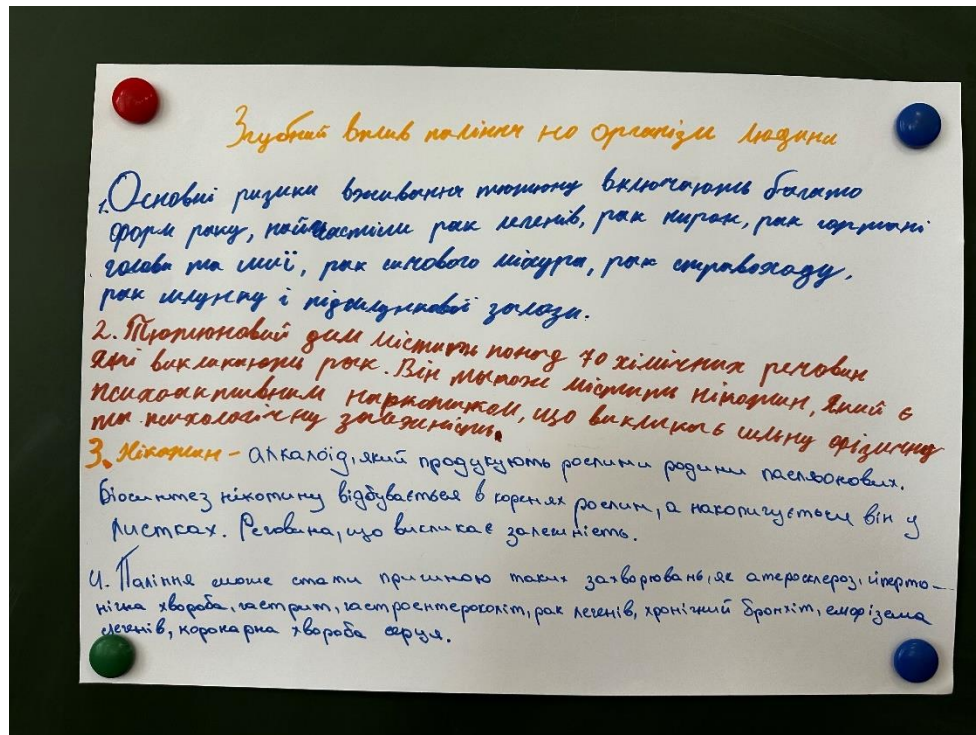 Згубний вплив паління на організм людини
1. Основні ризики вживання тютюну включають багато
форм раку, найчастіш рак легенів, рак нирок, рак гортані
голови та шиї, рак сечового міхура, рак стравоходу,
рак шлунку і підшлункової залози.
2. Тютюновий дим містить понад 70 хімічних речовин
які викликають рак. Він також містить нікотин, який є
психоактивним наркотиком, що викликає сильну фізичну
та психологічну залежність.
3. Нікотин - алкалоїд, який продукують рослини родини пасльонових.
Біосинтез нікотину відбувається в коренях рослин, а накопичується він у
листках. Речовина, що викликає залежність.
4. Паління може стати причиною таких захворювань, як атеросклероз, гіперто-
нічна хвороба, гастрит, гастроентероколіт, рак легенів, хронічний бронхіт, емфізема
легенів, коронарна хвороба серця.